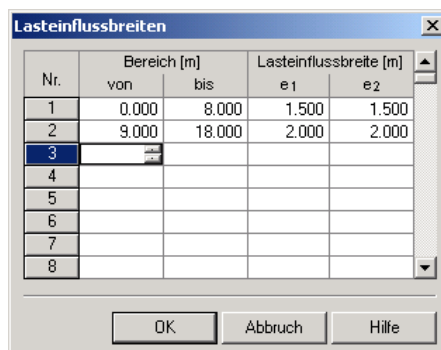 Lasteinflussbreiten
Bereich [m] Lasteinflussbreite [m]
Nr. von bis e1 e2
1 0.000 8.000 1.500 1.500
2 9.000 18.000 2.000 2.000
3
4
5
6
7
8
OK Abbruch Hilfe